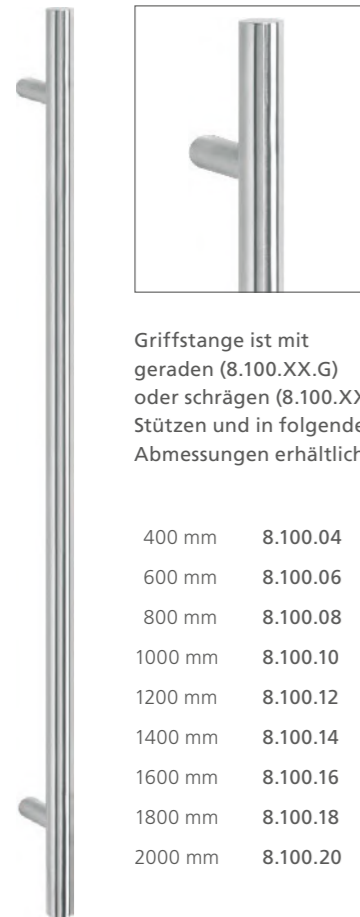 Griffstange ist mit
geraden (8.100.XX.G)
oder schrägen (8.100.XX
Stützen und in folgende
Abmessungen erhältlich
400 mm 8.100.04
600 mm 8.100.06
800 mm 8.100.08
1000 mm 8.100.10
1200 mm 8.100.12
1400 mm 8.100.14
1600 mm 8.100.16
1800 mm 8.100.18
2000 mm 8.100.20